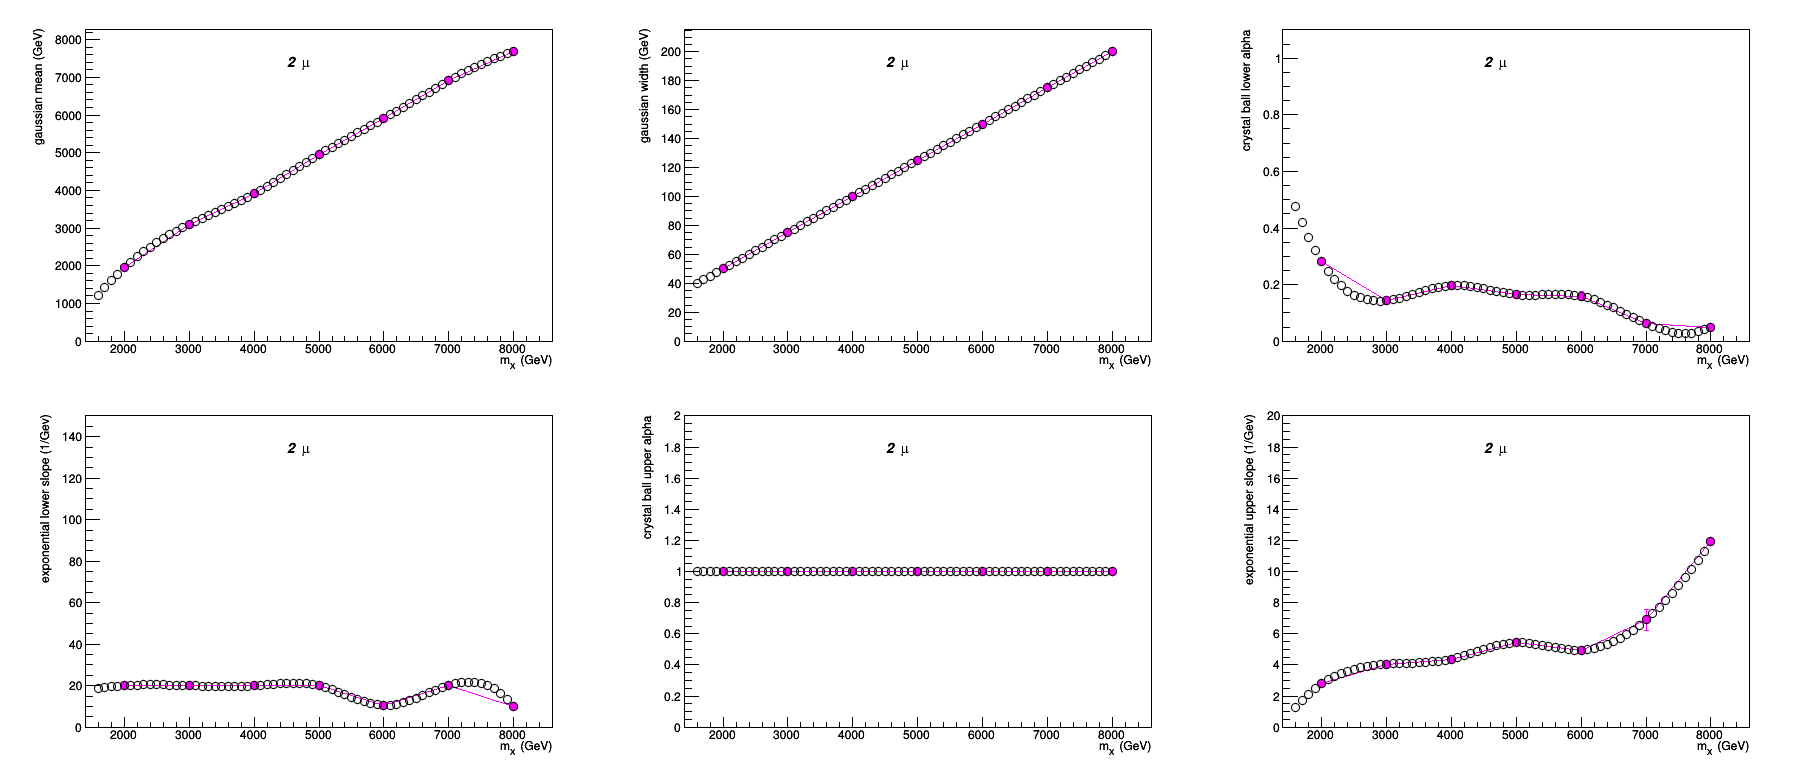 gaussian mean (GeV)
2 μ
8000
7000
6000
5000
4000
3000
2000
1000
0
2000 3000 4000 5000 6000 7000 8000
m_x (GeV)
gaussian width (GeV)
2 μ
200
180
160
140
120
100
80
60
40
20
0
2000 3000 4000 5000 6000 7000 8000
m_x (GeV)
crystal ball lower alpha
2 μ
1
0.8
0.6
0.4
0.2
0
2000 3000 4000 5000 6000 7000 8000
m_x (GeV)
exponential lower slope (1/Gev)
2 μ
140
120
100
80
60
40
20
0
2000 3000 4000 5000 6000 7000 8000
m_x (GeV)
crystal ball upper alpha
2 μ
2
1.8
1.6
1.4
1.2
1
0.8
0.6
0.4
0.2
0
2000 3000 4000 5000 6000 7000 8000
m_x (GeV)
exponential upper slope (1/Gev)
2 μ
20
18
16
14
12
10
8
6
4
2
0
2000 3000 4000 5000 6000 7000 8000
m_x (GeV)